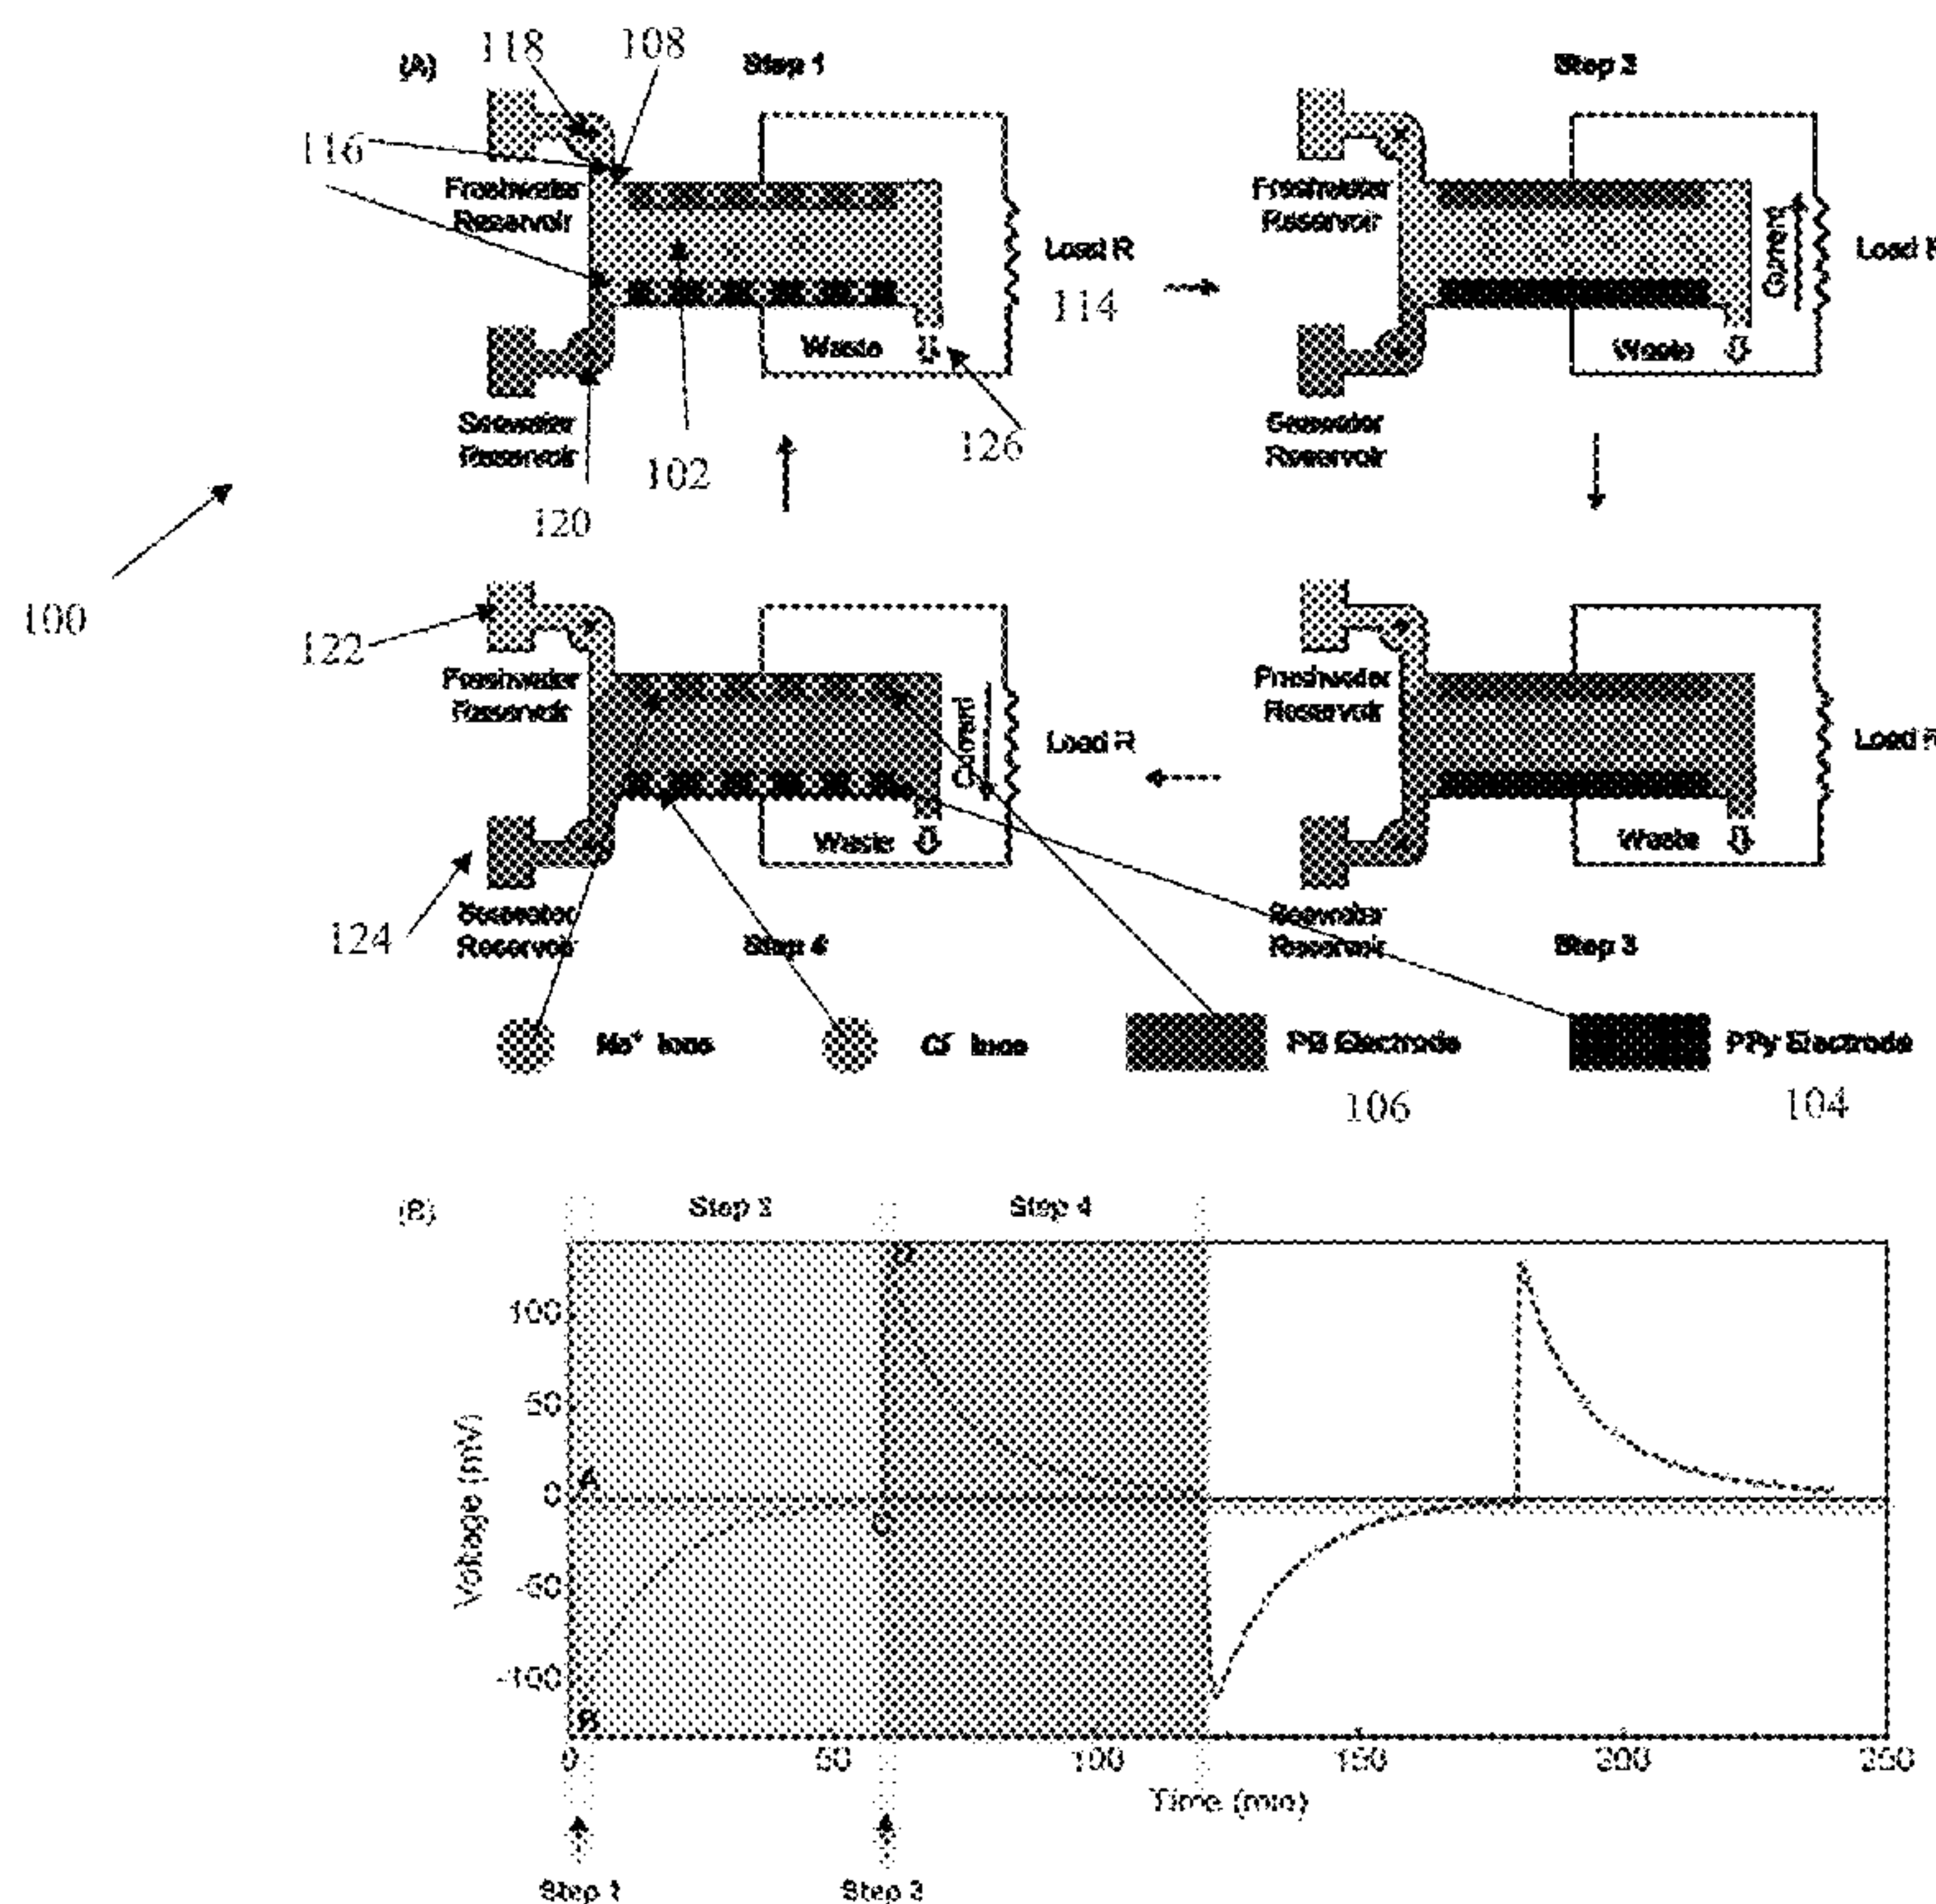 (A)
118
108
Step 1
Step 2
116
Freshwater
Reservoir
Load R
114
Waste
Seawater
Reservoir
102
120
126
Freshwater
Reservoir
Current
Load R
Waste
Seawater
Reservoir
100
122
Freshwater
Reservoir
Current
Load R
Waste
124
Seawater
Reservoir
Step 4
Freshwater
Reservoir
Load R
Waste
Seawater
Reservoir
Step 3
Na⁺ Ions
Cl⁻ Ions
PB Electrode
PPy Electrode
106
104
(B)
Step 2
Step 4
Voltage (mV)
100
50
0
-50
-100
A
B
C
D
0
50
100
150
200
250
Time (min)
Step 1
Step 3